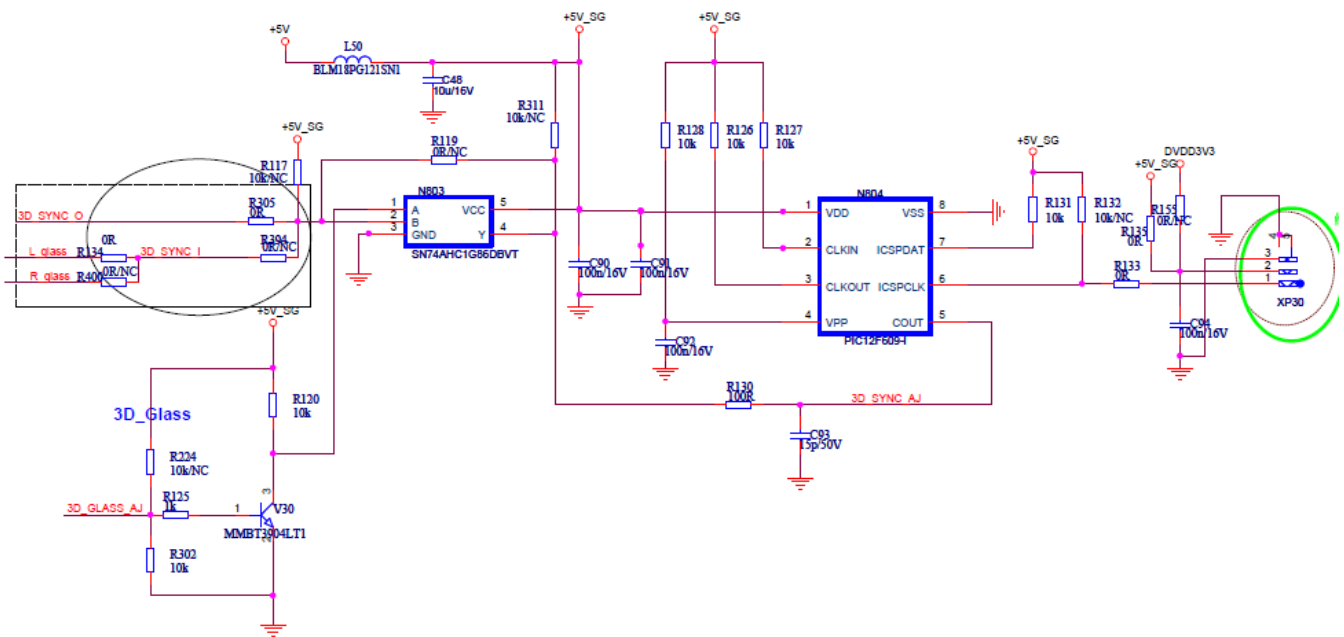 +5V_SG
+5V_SG
+5V
L50
BLM18PG121SN1
C48
10u/16V
R311
10k/NC
+5V_SG
R117
10k/NC
R119
0R/NC
R128
10k
R126
10k
R127
10k
+5V_SG
R131
10k
R132
10k/NC
DVDD3V3
+5V_SG
R155
0R/NC
R135
0R
R133
0R
R305
0R
3D_SYNC_O
0R
L_glass
R134
3D_SYNC_I
R394
0R/NC
R_glass
R400
0R/NC
N803
1
A
VCC
5
2
B
3
GND
Y
4
SN74AHC1G86DBVT
C90
100n/16V
C91
100n/16V
N804
1
VDD
VSS
8
2
CLKIN
ICSPDAT
7
3
CLKOUT
ICSPCLK
6
4
VPP
COUT
5
PIC12F609-I
C92
100n/16V
4
5
3
2
1
XP30
C94
100n/16V
+5V_SG
R120
10k
R130
100R
3D_SYNC_AJ
C93
15p/50V
3D_Glass
R224
10k/NC
3D_GLASS_AJ
R125
1k
1
3
V30
MMBT3904LT1
2
R302
10k